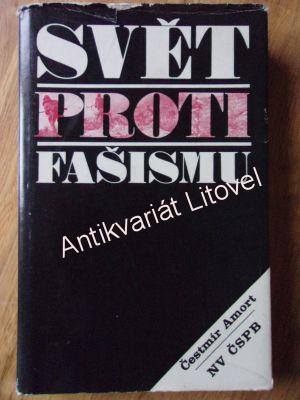 SVĚT
PROTI
FAŠISMU
Antikvariát Litovel
Čestmír Amort
NV ČSPB